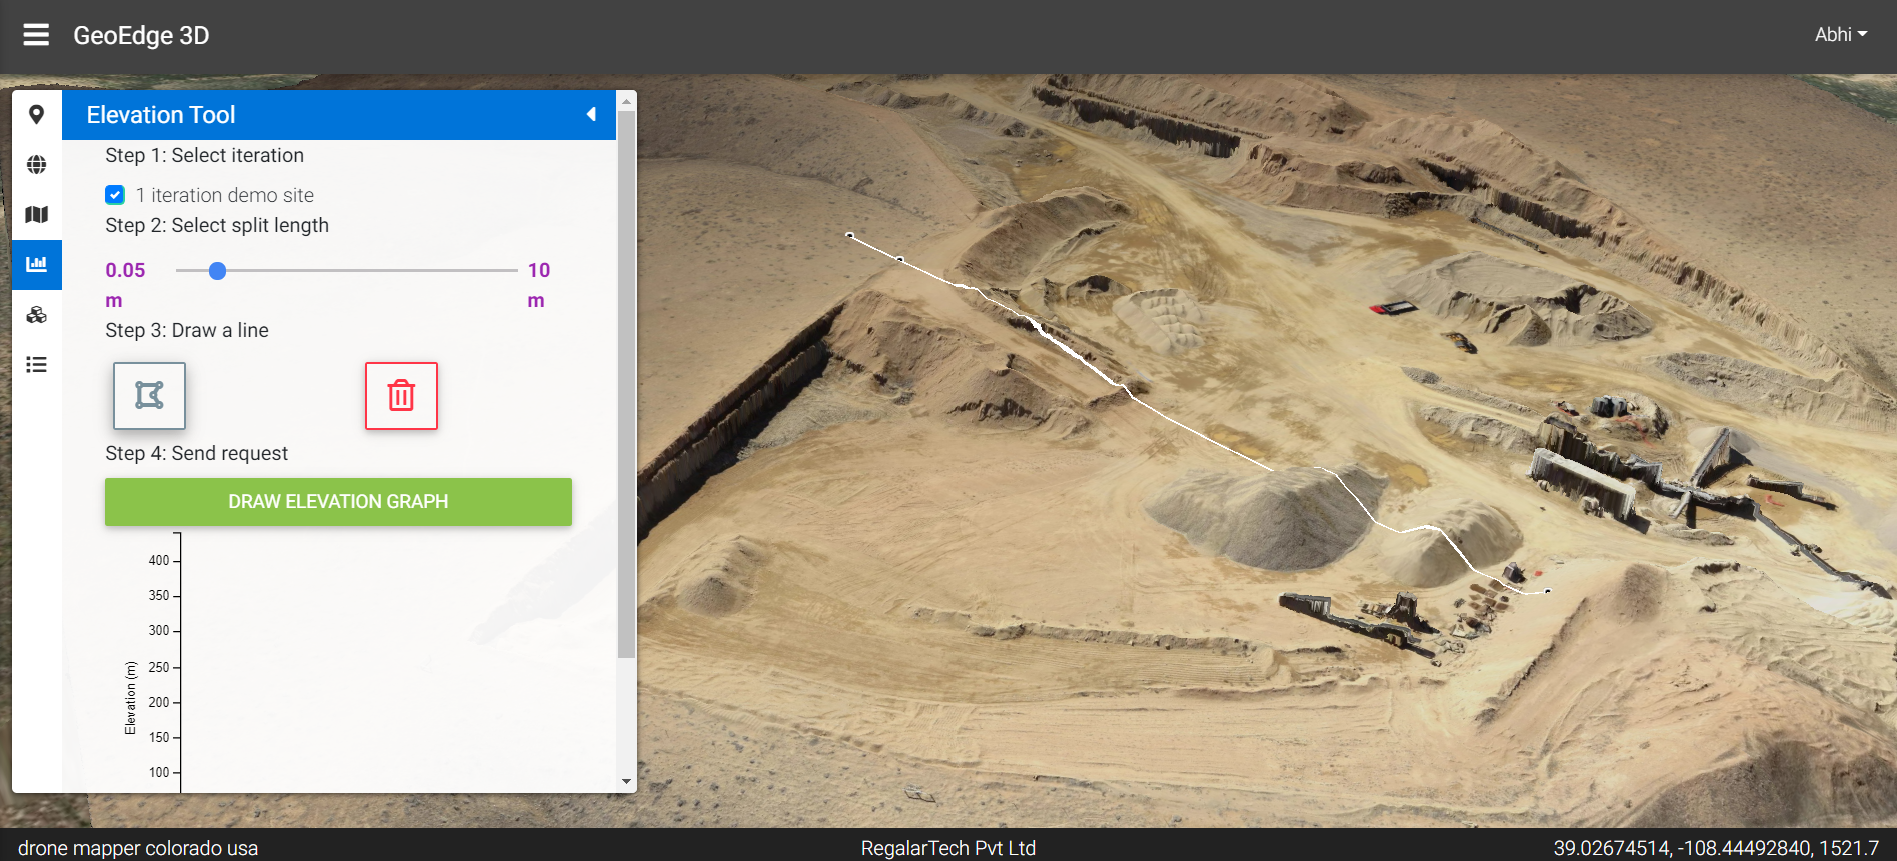 GeoEdge 3D
Abhi
Elevation Tool
Step 1: Select iteration
1 iteration demo site
Step 2: Select split length
0.05 m
10 m
Step 3: Draw a line
Step 4: Send request
DRAW ELEVATION GRAPH
400
350
300
250
200
150
100
Elevation (m)
drone mapper colorado usa
RegalarTech Pvt Ltd
39.02674514, -108.44492840, 1521.7